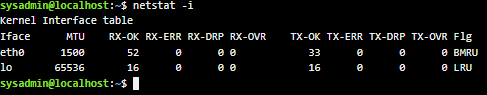 sysadmin@localhost:~$ netstat -i
Kernel Interface table
Iface      MTU    RX-OK RX-ERR RX-DRP RX-OVR    TX-OK TX-ERR TX-DRP TX-OVR Flg
eth0      1500       52      0      0 0            33      0      0      0 BMRU
lo       65536       16      0      0 0            16      0      0      0 LRU
sysadmin@localhost:~$